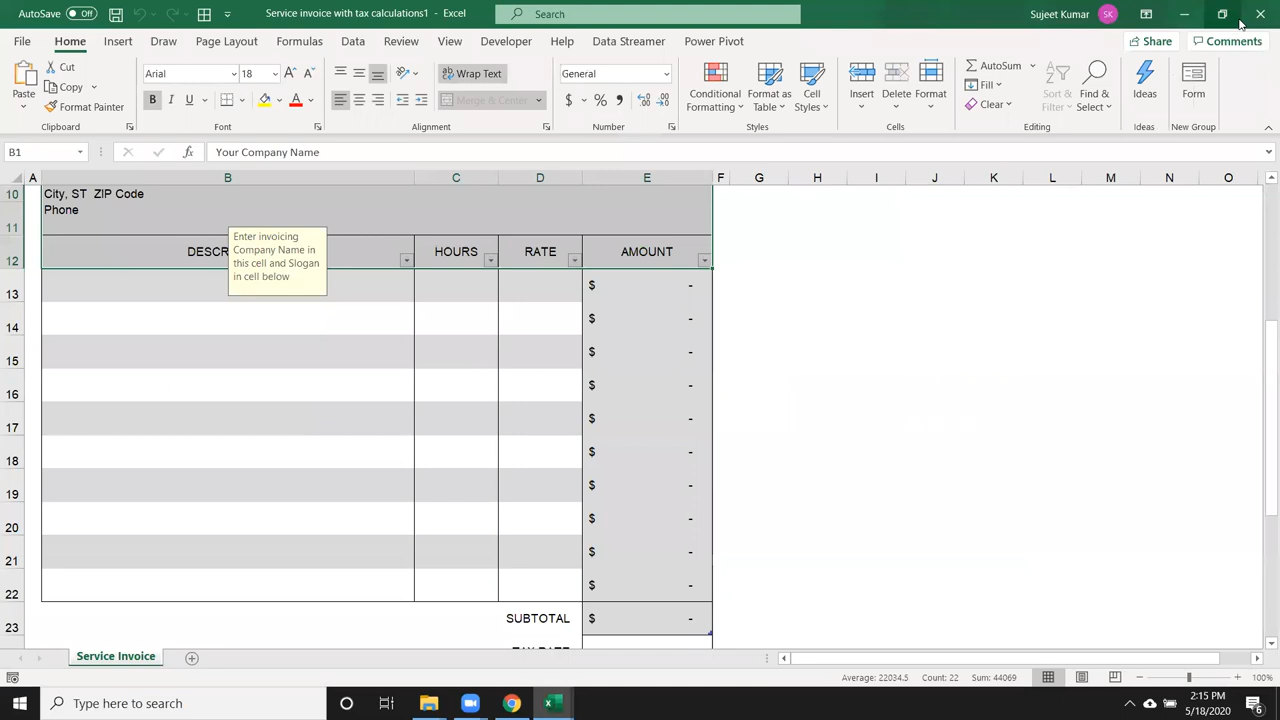 AutoSave Off Service invoice with tax calculations1 - Excel Search Sujeet Kumar SK
File Home Insert Draw Page Layout Formulas Data Review View Developer Help Data Streamer Power Pivot Share Comments
Paste Cut Copy Format Painter Clipboard
Arial 18 B I U Font
Wrap Text Merge & Center Alignment
General $ % , Number
Conditional Formatting Format as Table Cell Styles Styles
Insert Delete Format Cells
AutoSum Fill Clear Sort & Filter Find & Select Editing
Ideas Ideas
Form New Group
B1 fx Your Company Name
A B C D E F G H I J K L M N O
10 City, ST ZIP Code
11 Phone
12 DESCR HOURS RATE AMOUNT
Enter invoicing
Company Name in
this cell and Slogan
in cell below
13 $ -
14 $ -
15 $ -
16 $ -
17 $ -
18 $ -
19 $ -
20 $ -
21 $ -
22 $ -
23 SUBTOTAL $ -
TAX RATE
Service Invoice
Average: 22034.5 Count: 22 Sum: 44069 100%
Type here to search
2:15 PM
5/18/2020
6